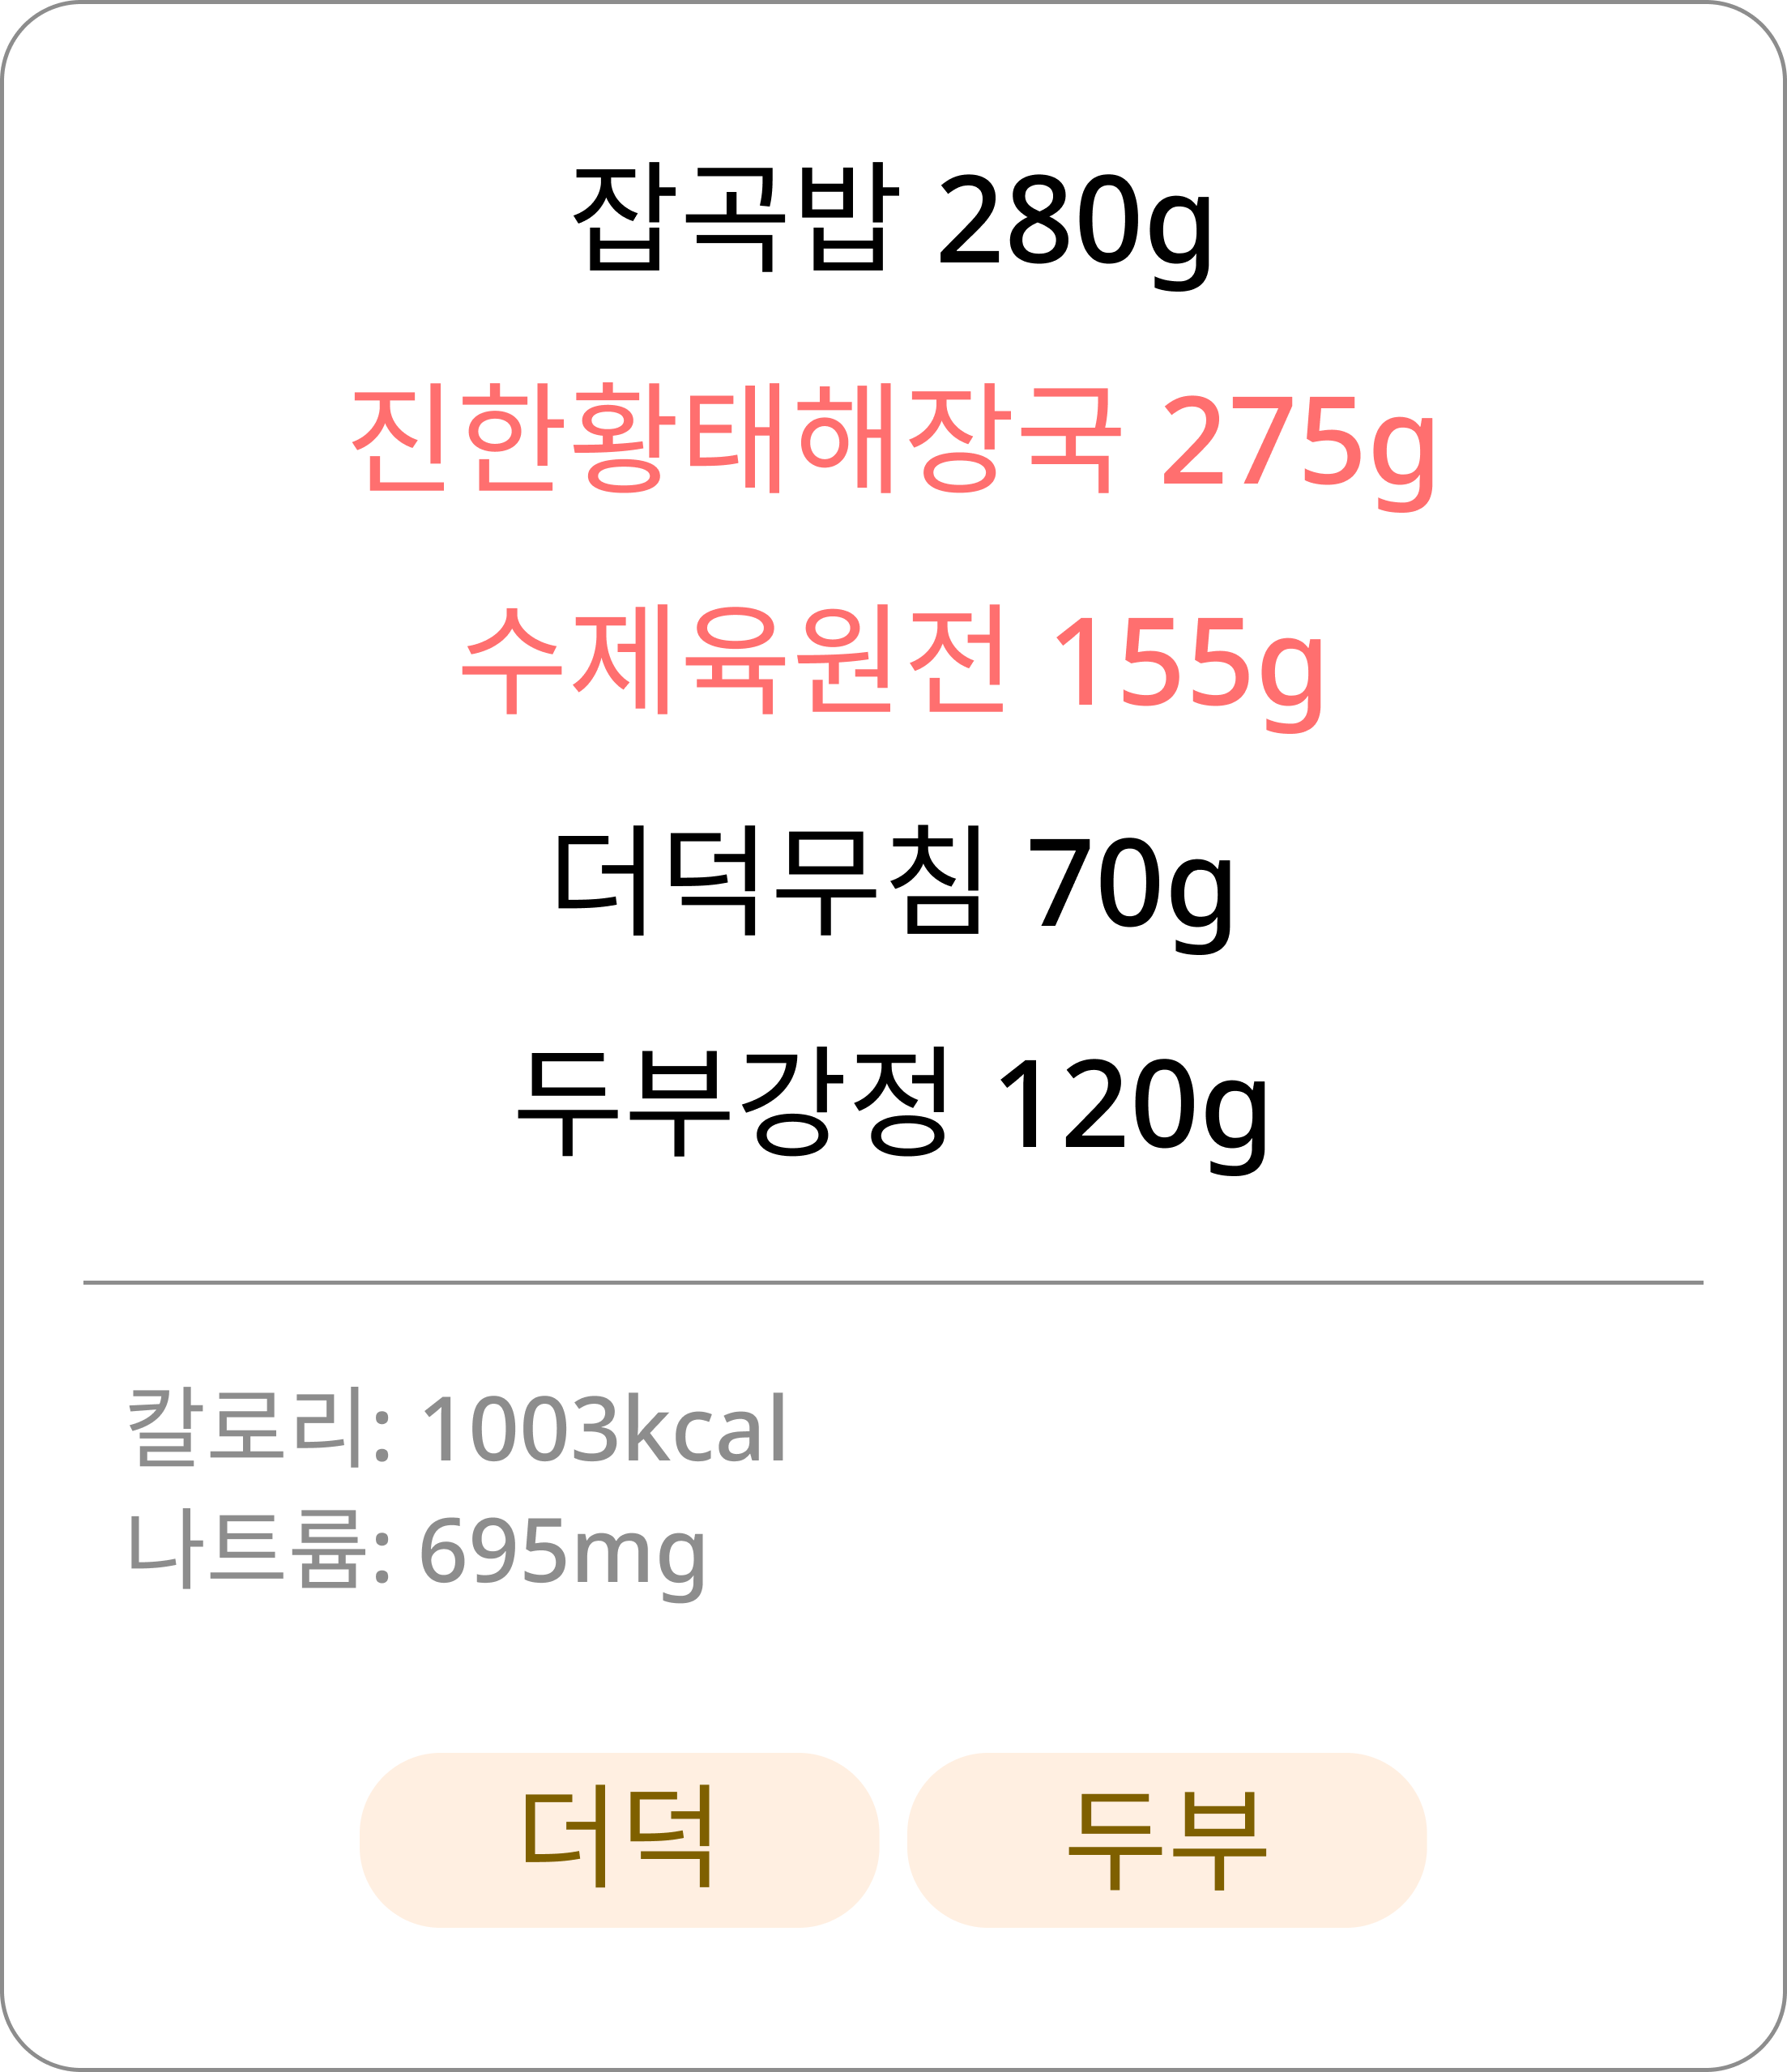 잡곡밥 280g
진한황태해장국 275g
수제육원전 155g
더덕무침 70g
두부강정 120g
칼로리: 1003kcal
나트륨: 695mg
더덕 두부